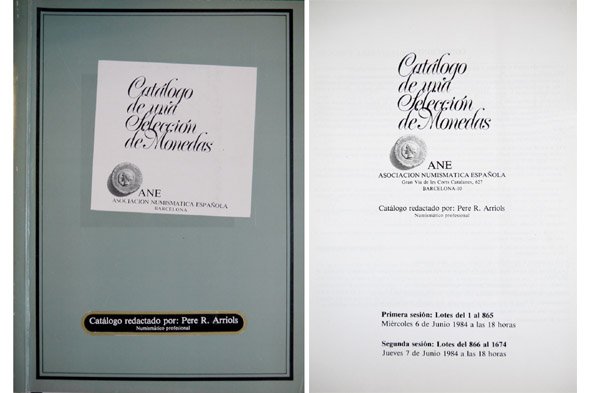 Catálogo
de una
Selección
de Monedas
ANE
ASOCIACION NUMISMATICA ESPAÑOLA
BARCELONA
Catálogo redactado por: Pere R. Arriols
Numismático profesional
Catálogo
de una
Selección
de Monedas
ANE
ASOCIACION NUMISMATICA ESPAÑOLA
Gran Vía de les Corts Catalanes, 627
BARCELONA-10
Catálogo redactado por: Pere R. Arriols
Numismático profesional
Primera sesión: Lotes del 1 al 865
Miércoles 6 de Junio 1984 a las 18 horas
Segunda sesión: Lotes del 866 al 1674
Jueves 7 de Junio 1984 a las 18 horas